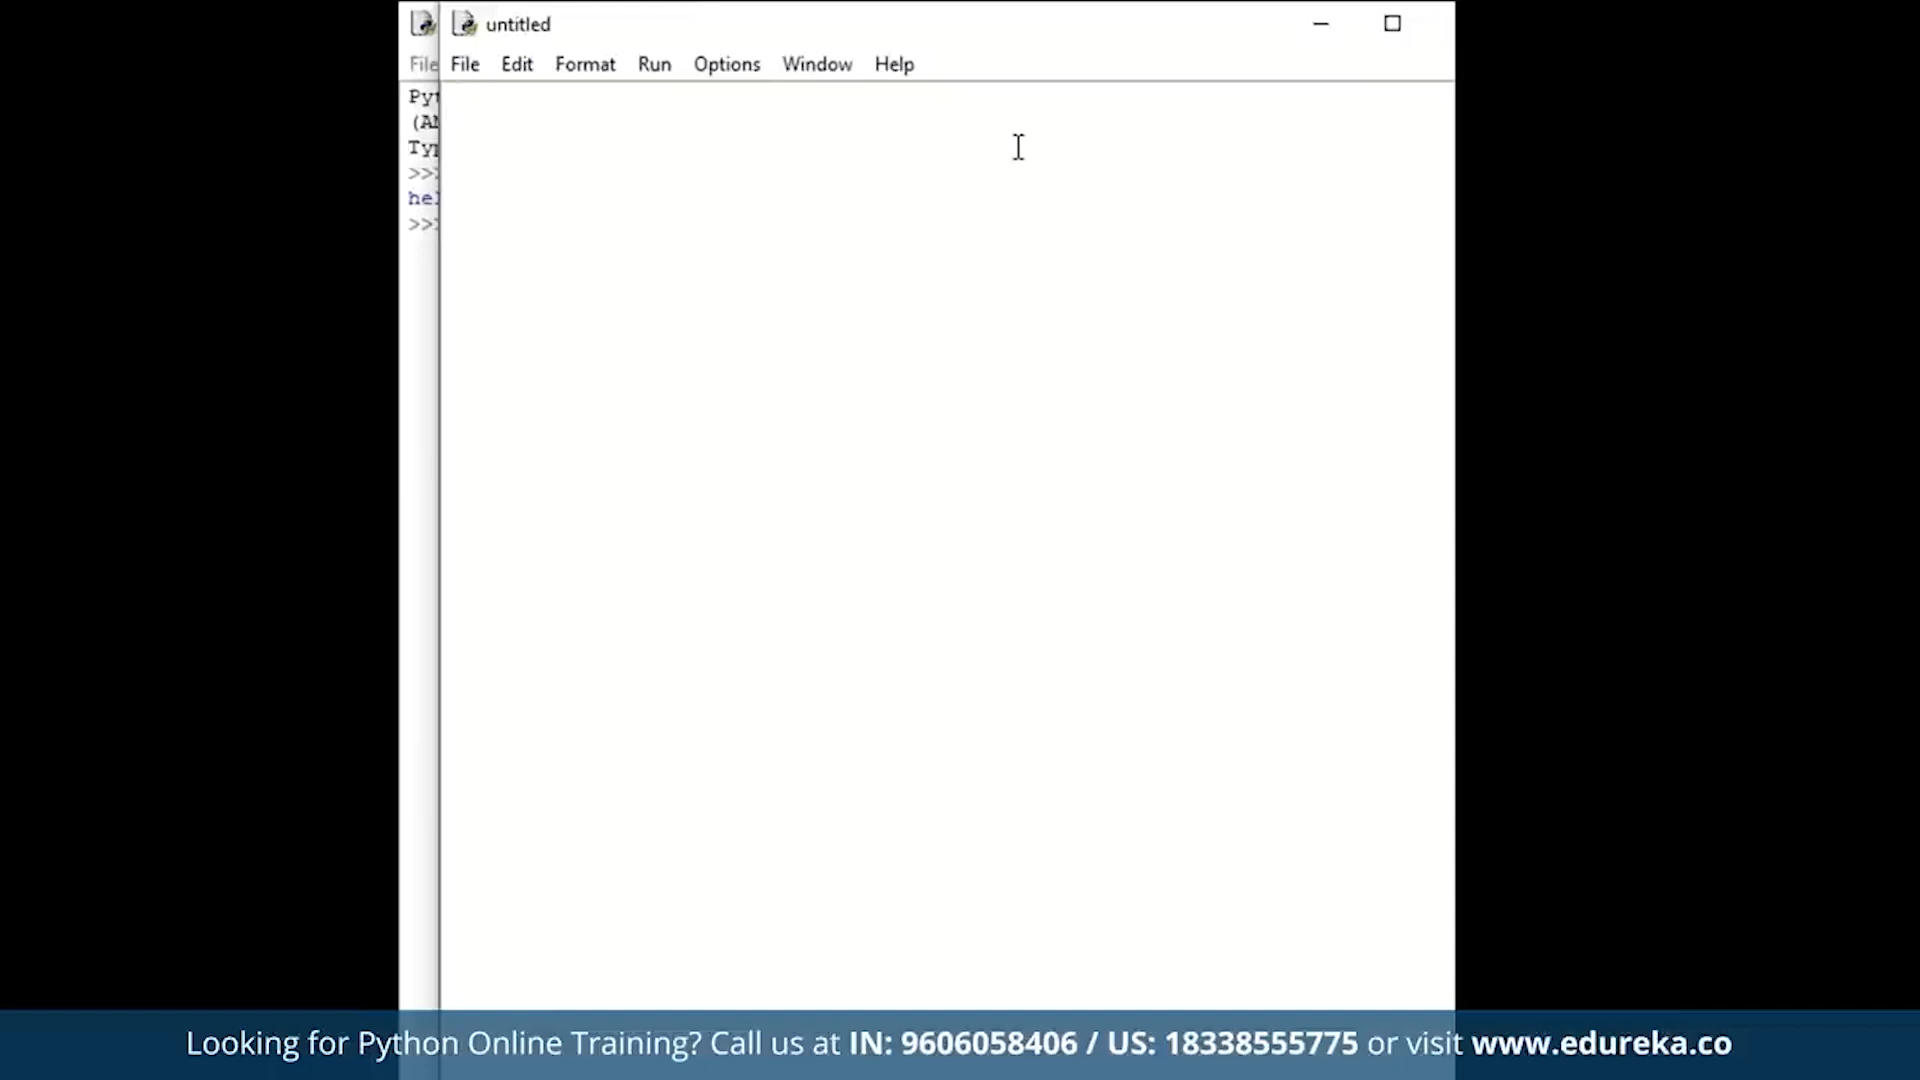 untitled
File File Edit Format Run Options Window Help
>>
>>
Looking for Python Online Training? Call us at IN: 9606058406 / US: 18338555775 or visit www.edureka.co